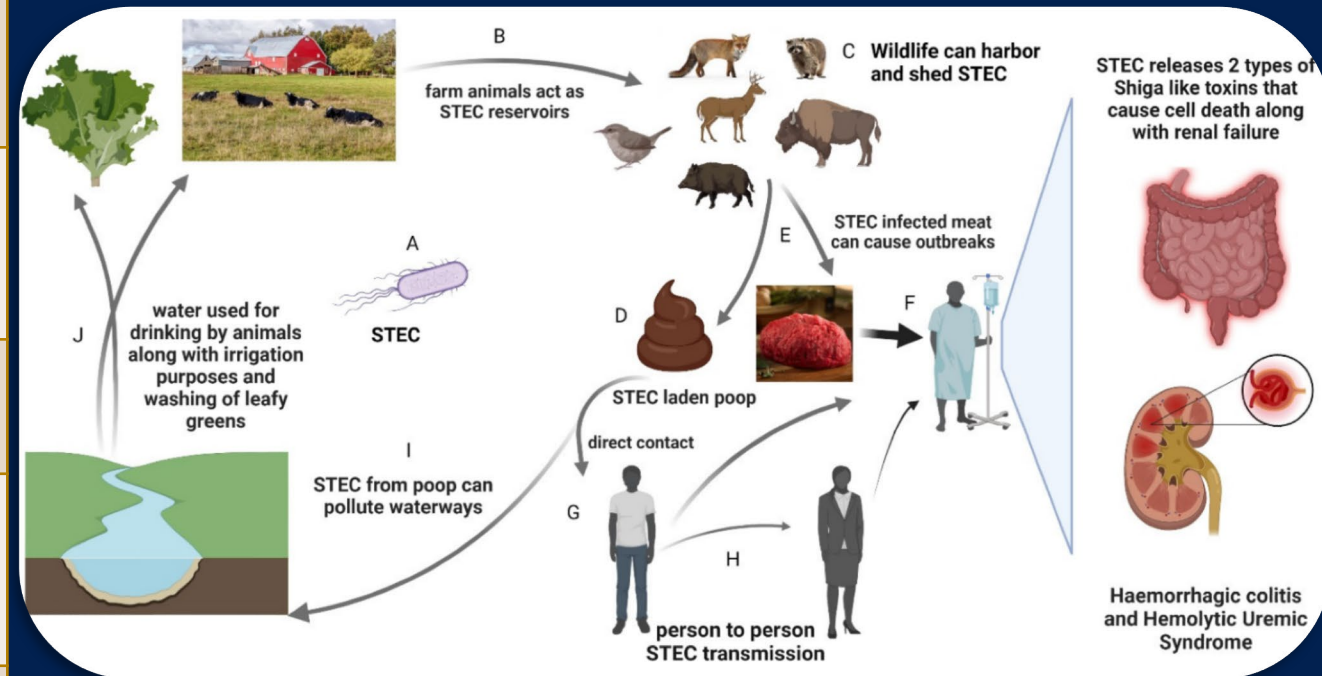 B
farm animals act as
STEC reservoirs
C
Wildlife can harbor
and shed STEC
STEC releases 2 types of
Shiga like toxins that
cause cell death along
with renal failure
A
STEC
E
STEC infected meat
can cause outbreaks
J
water used for
drinking by animals
along with irrigation
purposes and
washing of leafy
greens
D
STEC laden poop
F
direct contact
I
STEC from poop can
pollute waterways
G
H
person to person
STEC transmission
Haemorrhagic colitis
and Hemolytic Uremic
Syndrome